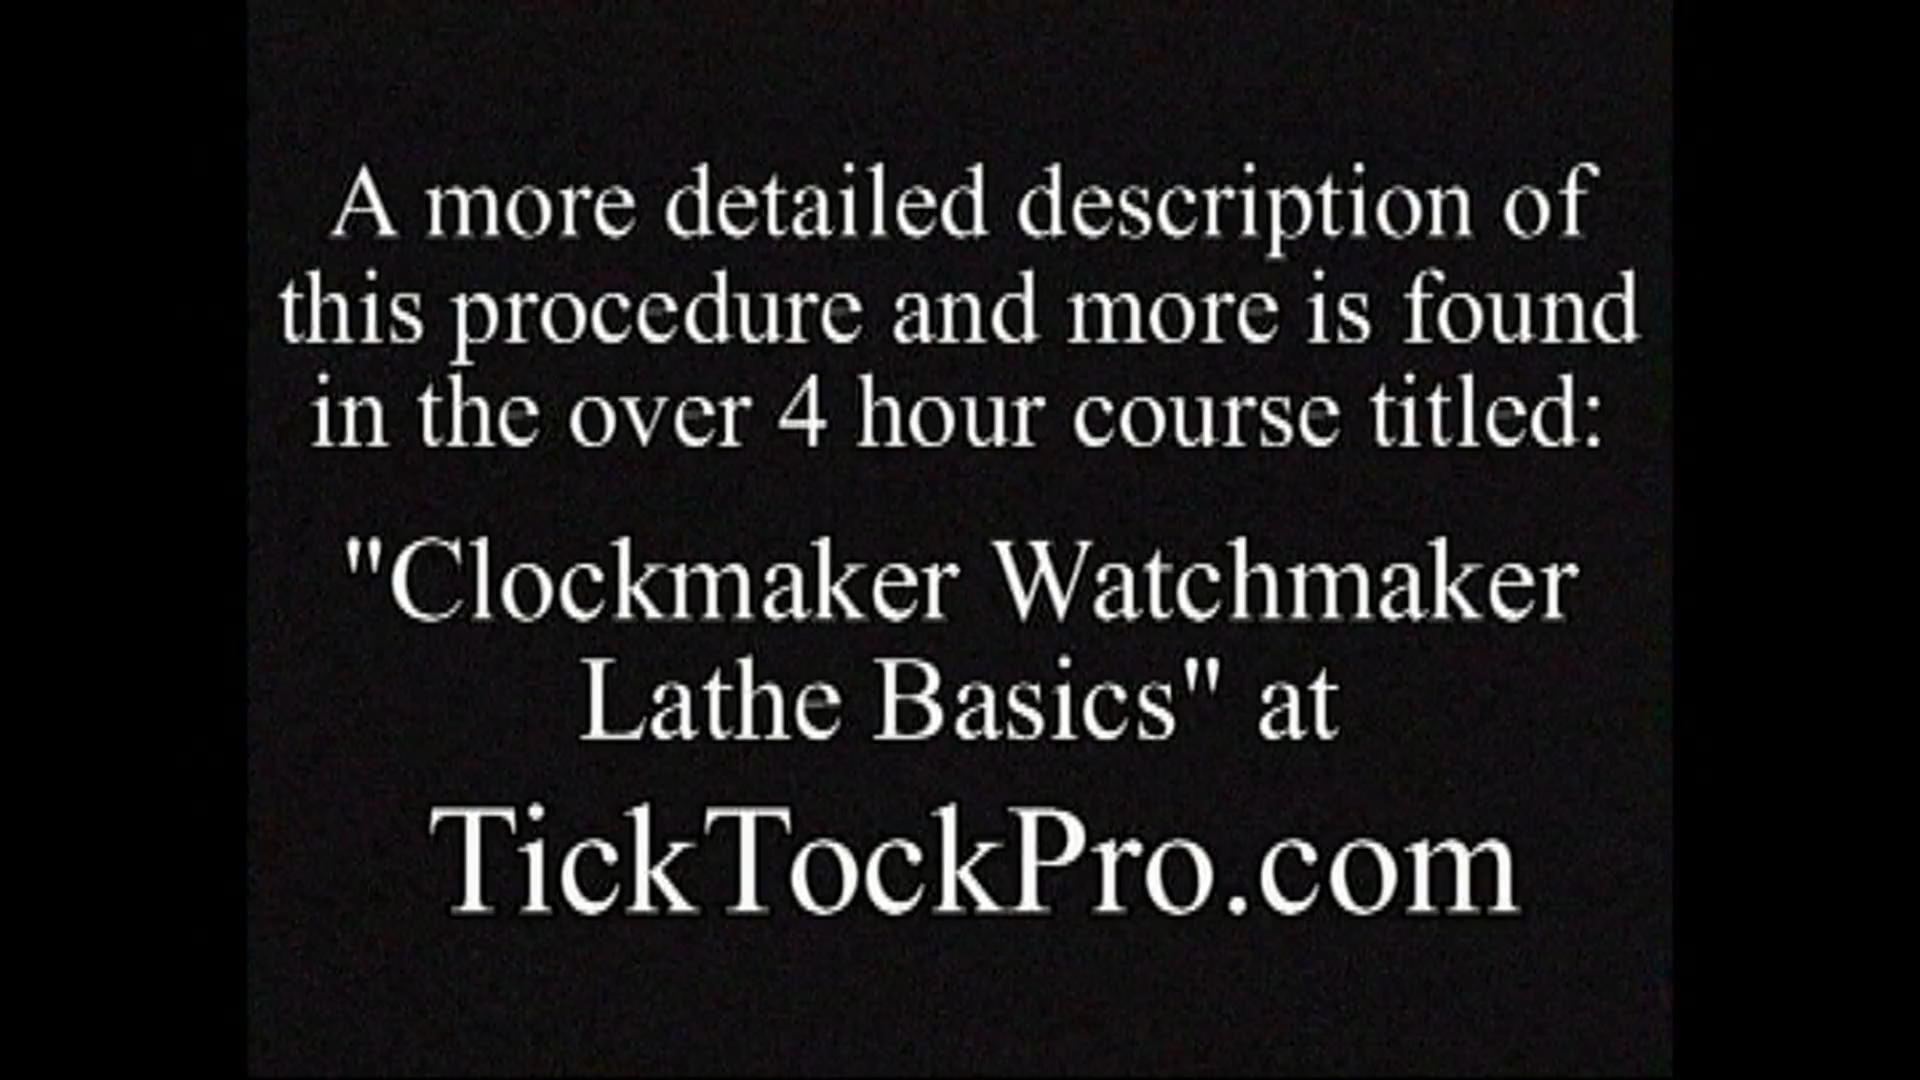 A more detailed description of
this procedure and more is found
in the over 4 hour course titled:
"Clockmaker Watchmaker
Lathe Basics" at
TickTockPro.com